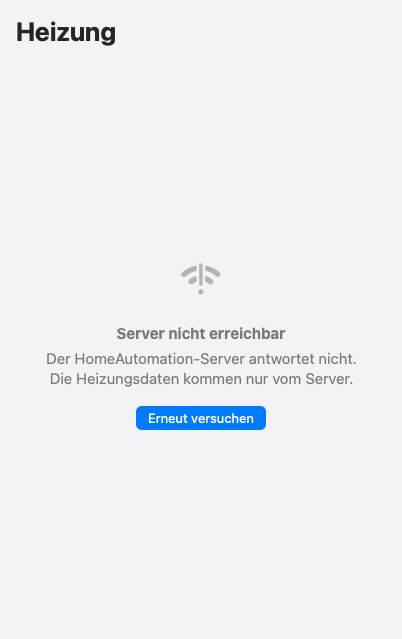 Heizung
Server nicht erreichbar
Der HomeAutomation-Server antwortet nicht.
Die Heizungsdaten kommen nur vom Server.
Erneut versuchen